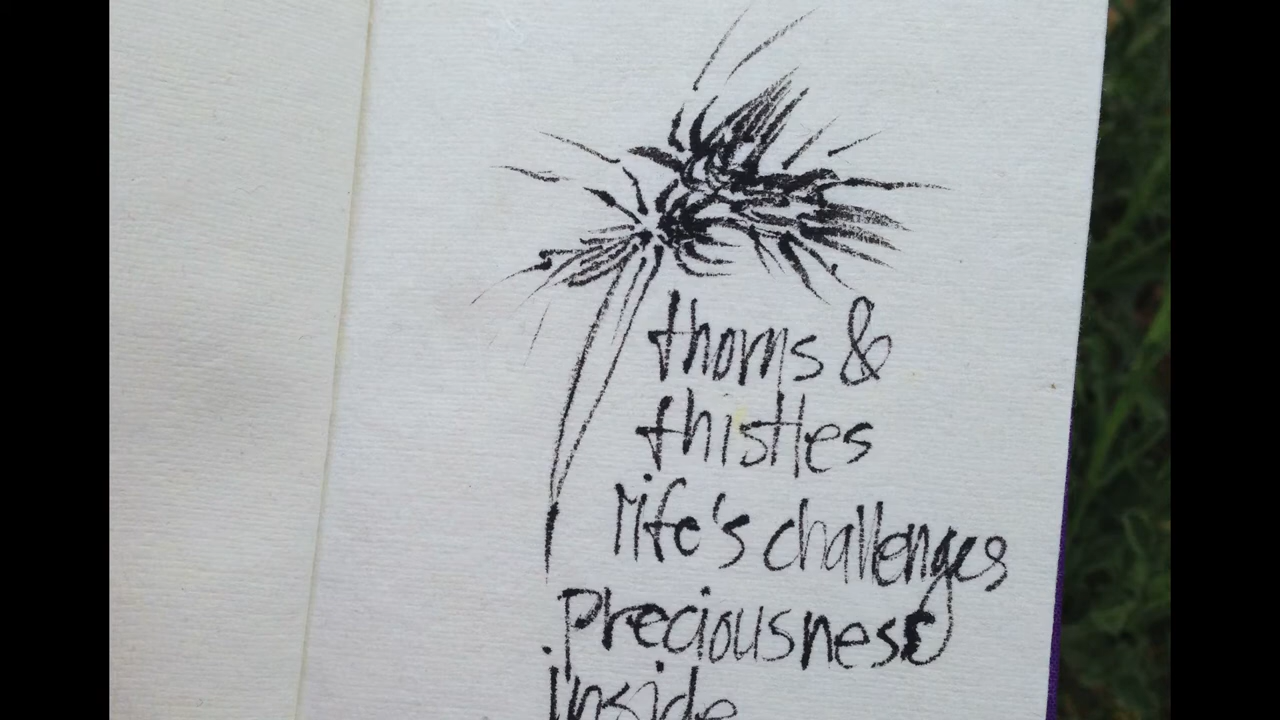 thorns &
thistles
life's challenges
preciousness
inside